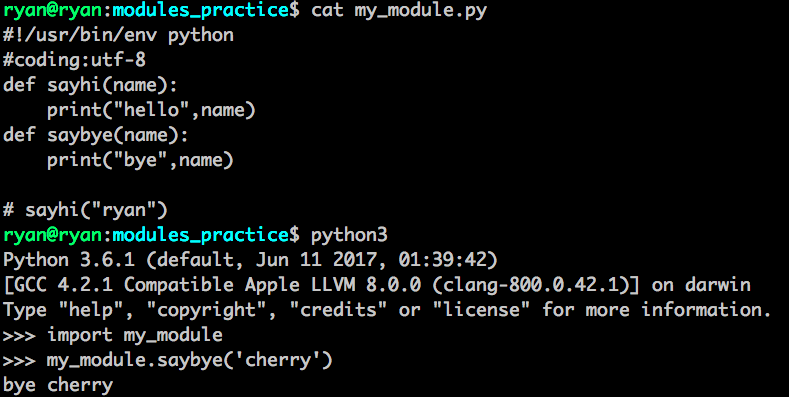 ryan@ryan:modules_practice$ cat my_module.py
#!/usr/bin/env python
#coding:utf-8
def sayhi(name):
    print("hello",name)
def saybye(name):
    print("bye",name)

# sayhi("ryan")
ryan@ryan:modules_practice$ python3
Python 3.6.1 (default, Jun 11 2017, 01:39:42)
[GCC 4.2.1 Compatible Apple LLVM 8.0.0 (clang-800.0.42.1)] on darwin
Type "help", "copyright", "credits" or "license" for more information.
>>> import my_module
>>> my_module.saybye('cherry')
bye cherry